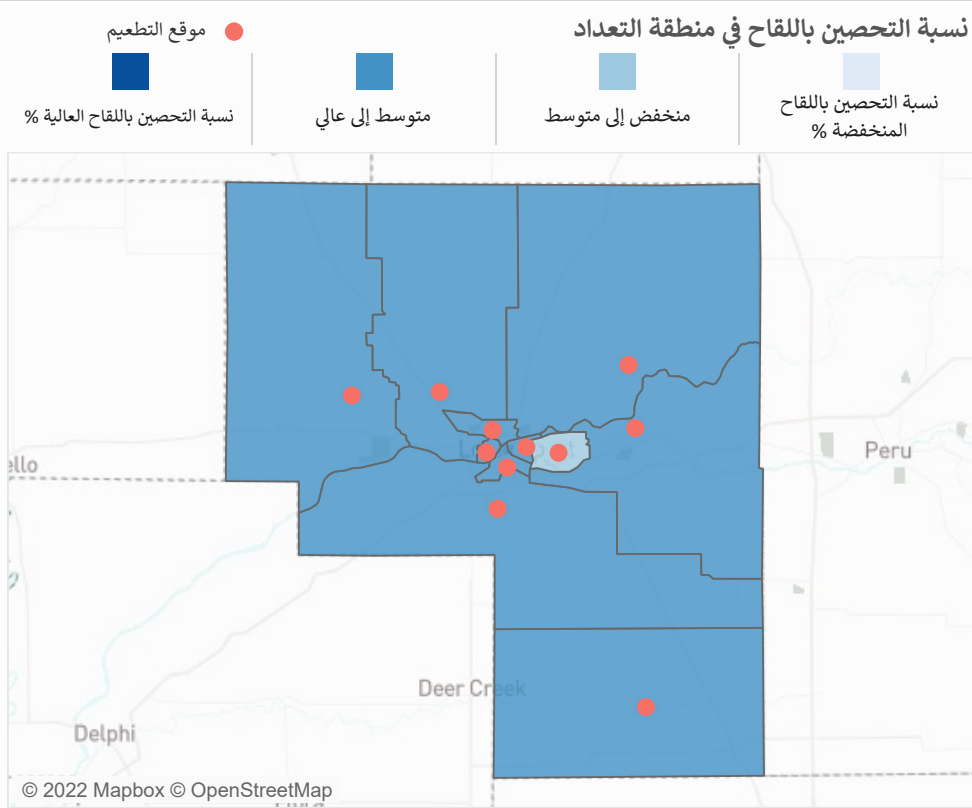 نسبة التحصين باللقاح في منطقة التعداد
موقع التطعيم
نسبة التحصين باللقاح المنخفضة %
منخفض إلى متوسط
متوسط إلى عالي
نسبة التحصين باللقاح العالية %
ello
Peru
Deer Creek
Delphi
© 2022 Mapbox © OpenStreetMap